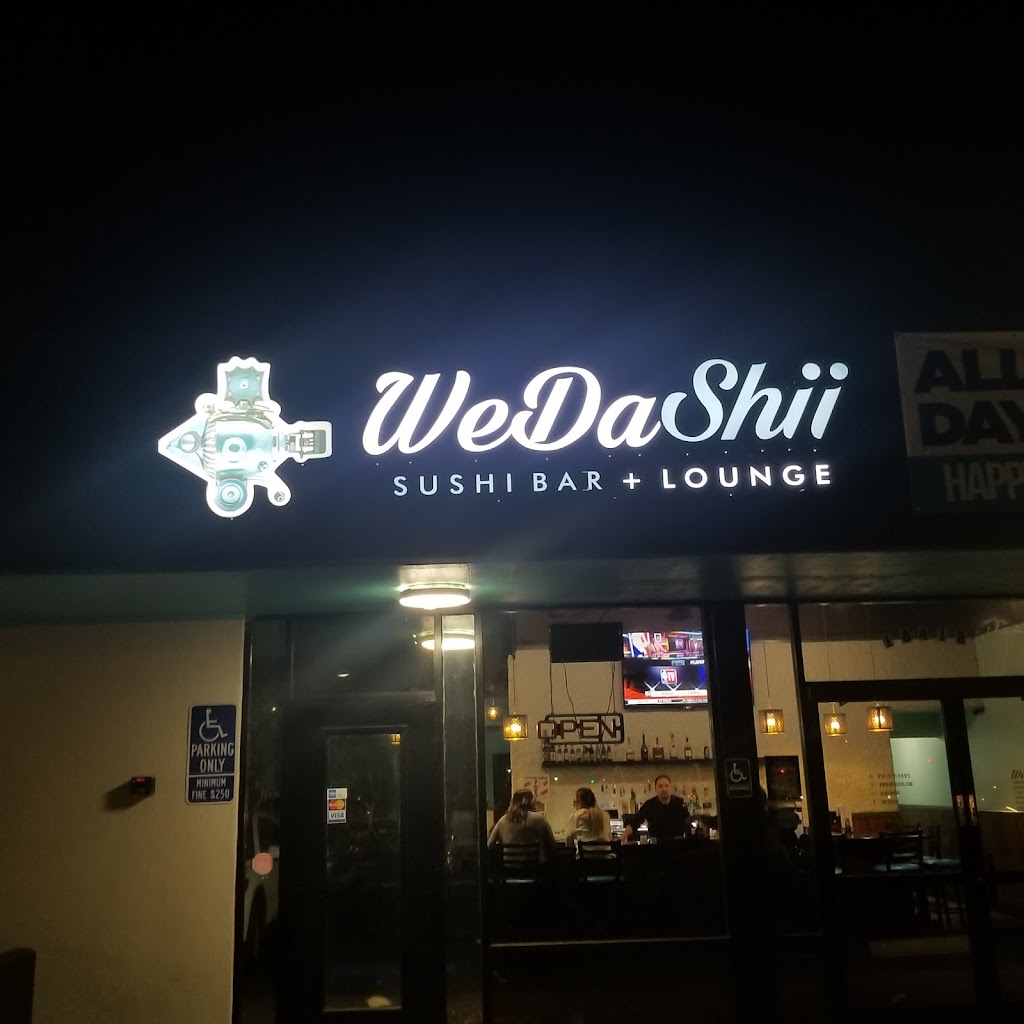 WeDaShii
SUSHI BAR + LOUNGE
ALL
DAY
HAPP
OPEN
PARKING
ONLY
MINIMUM
FINE $250
VISA